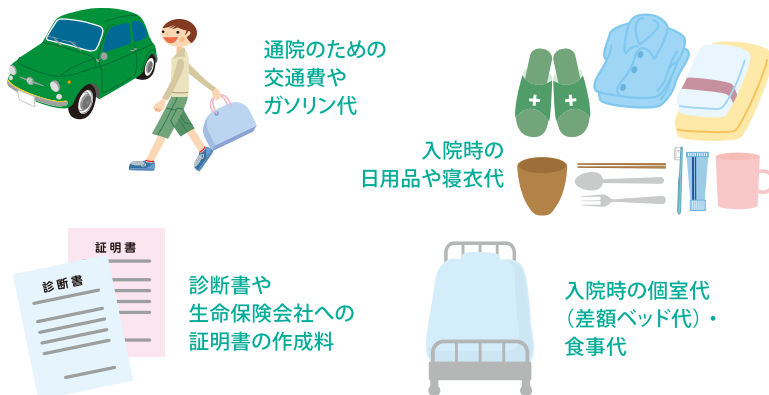 通院のための
交通費や
ガソリン代
入院時の
日用品や寝衣代
証明書
診断書
診断書や
生命保険会社への
証明書の作成料
入院時の個室代
（差額ベッド代）・
食事代